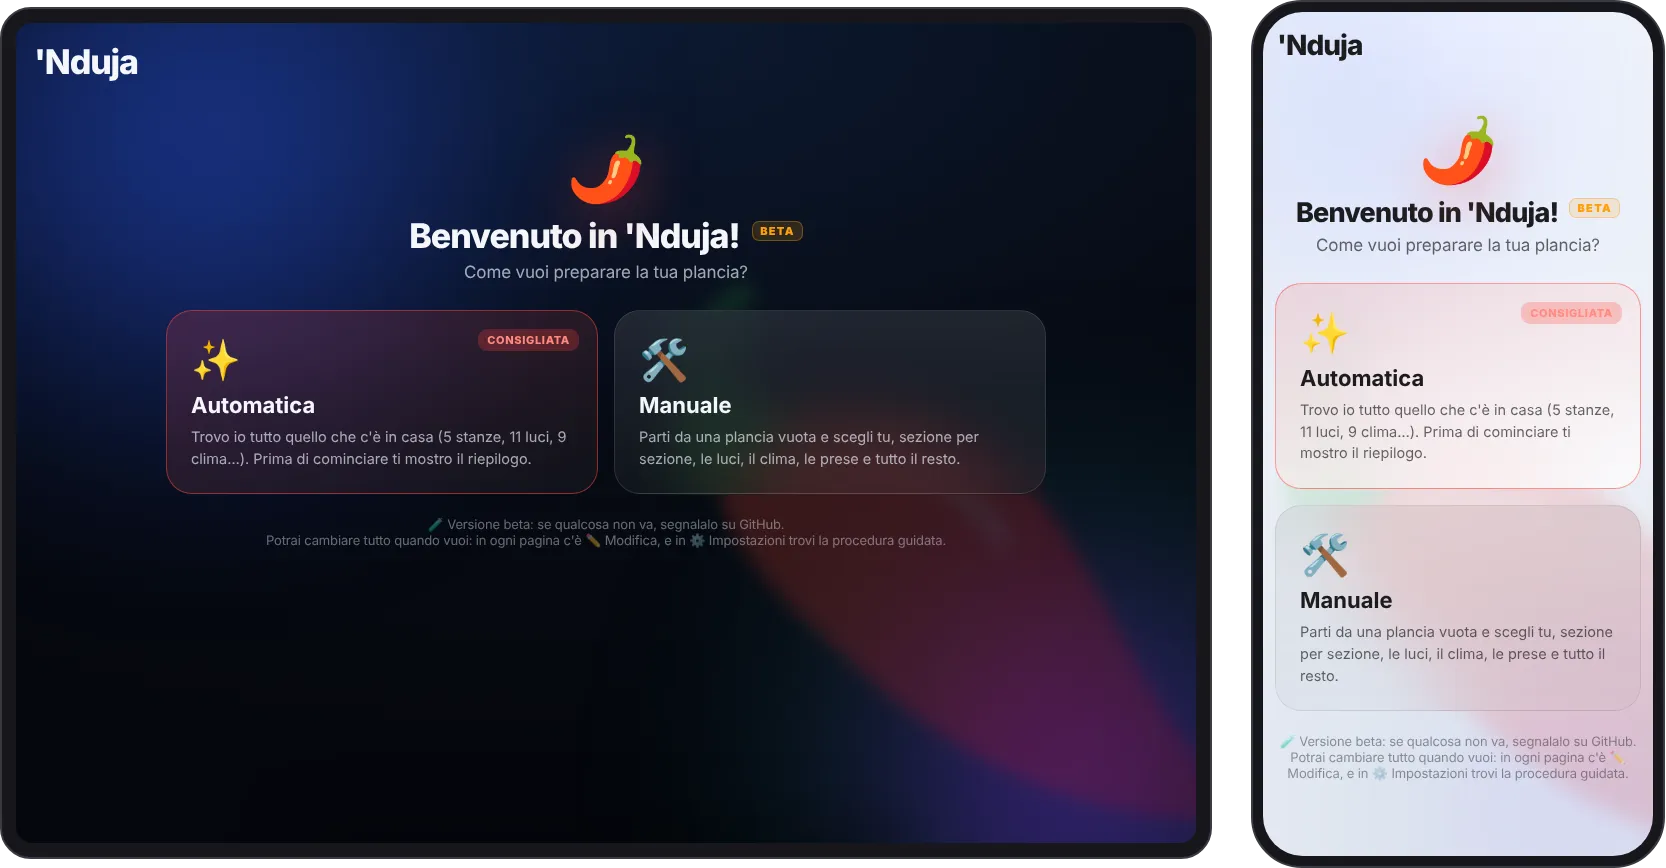 'Nduja
Benvenuto in 'Nduja! BETA
Come vuoi preparare la tua plancia?
CONSIGLIATA
Automatica
Trovo io tutto quello che c'è in casa (5 stanze, 11 luci, 9
clima...). Prima di cominciare ti mostro il riepilogo.
Manuale
Parti da una plancia vuota e scegli tu, sezione per
sezione, le luci, il clima, le prese e tutto il resto.
Versione beta: se qualcosa non va, segnalalo su GitHub.
Potrai cambiare tutto quando vuoi: in ogni pagina c'è ✏️ Modifica, e in ⚙️ Impostazioni trovi la procedura guidata.
'Nduja
Benvenuto in 'Nduja! BETA
Come vuoi preparare la tua plancia?
CONSIGLIATA
Automatica
Trovo io tutto quello che c'è in casa (5 stanze,
11 luci, 9 clima...). Prima di cominciare ti
mostro il riepilogo.
Manuale
Parti da una plancia vuota e scegli tu, sezione
per sezione, le luci, il clima, le prese e tutto il
resto.
Versione beta: se qualcosa non va, segnalalo su GitHub.
Potrai cambiare tutto quando vuoi: in ogni pagina c'è ✏️
Modifica, e in ⚙️ Impostazioni trovi la procedura guidata.